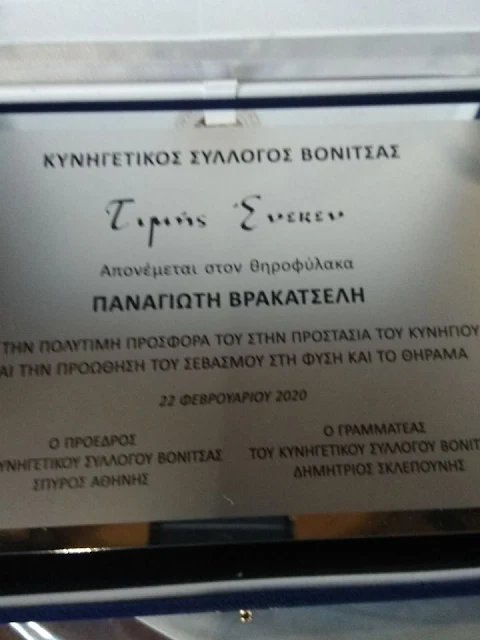 ΚΥΝΗΓΕΤΙΚΟΣ ΣΥΛΛΟΓΟΣ ΒΟΝΙΤΣΑΣ
Τιμής Ἕνεκεν
Απονέμεται στον θηροφύλακα
ΠΑΝΑΓΙΩΤΗ ΒΡΑΚΑΤΣΕΛΗ
ΤΗΝ ΠΟΛΥΤΙΜΗ ΠΡΟΣΦΟΡΑ ΤΟΥ ΣΤΗΝ ΠΡΟΣΤΑΣΙΑ ΤΟΥ ΚΥΝΗΓΙΟΥ
ΑΙ ΤΗΝ ΠΡΟΩΘΗΣΗ ΤΟΥ ΣΕΒΑΣΜΟΥ ΣΤΗ ΦΥΣΗ ΚΑΙ ΤΟ ΘΗΡΑΜΑ
22 ΦΕΒΡΟΥΑΡΙΟΥ 2020
Ο ΠΡΟΕΔΡΟΣ
ΥΝΗΓΕΤΙΚΟΥ ΣΥΛΛΟΓΟΥ ΒΟΝΙΤΣΑΣ
ΣΠΥΡΟΣ ΑΘΗΝΗΣ
Ο ΓΡΑΜΜΑΤΕΑΣ
ΤΟΥ ΚΥΝΗΓΕΤΙΚΟΥ ΣΥΛΛΟΓΟΥ ΒΟΝΙΤ
ΔΗΜΗΤΡΙΟΣ ΣΚΛΕΠΟΥΝΗΣ